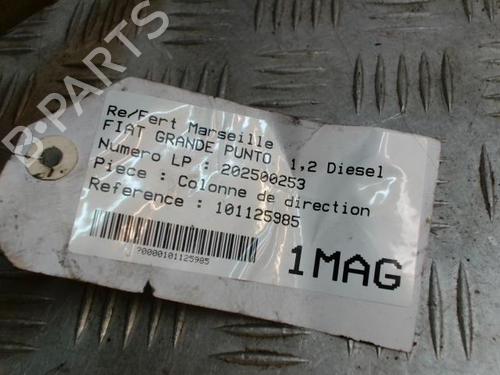 B-PARTS
Re/Fert Marseille
FIAT GRANDE PUNTO 1,2 Diesel
Numero LP : 202500253
Piece : Colonne de direction
Reference : 101125985
?0000101125985
1MAG